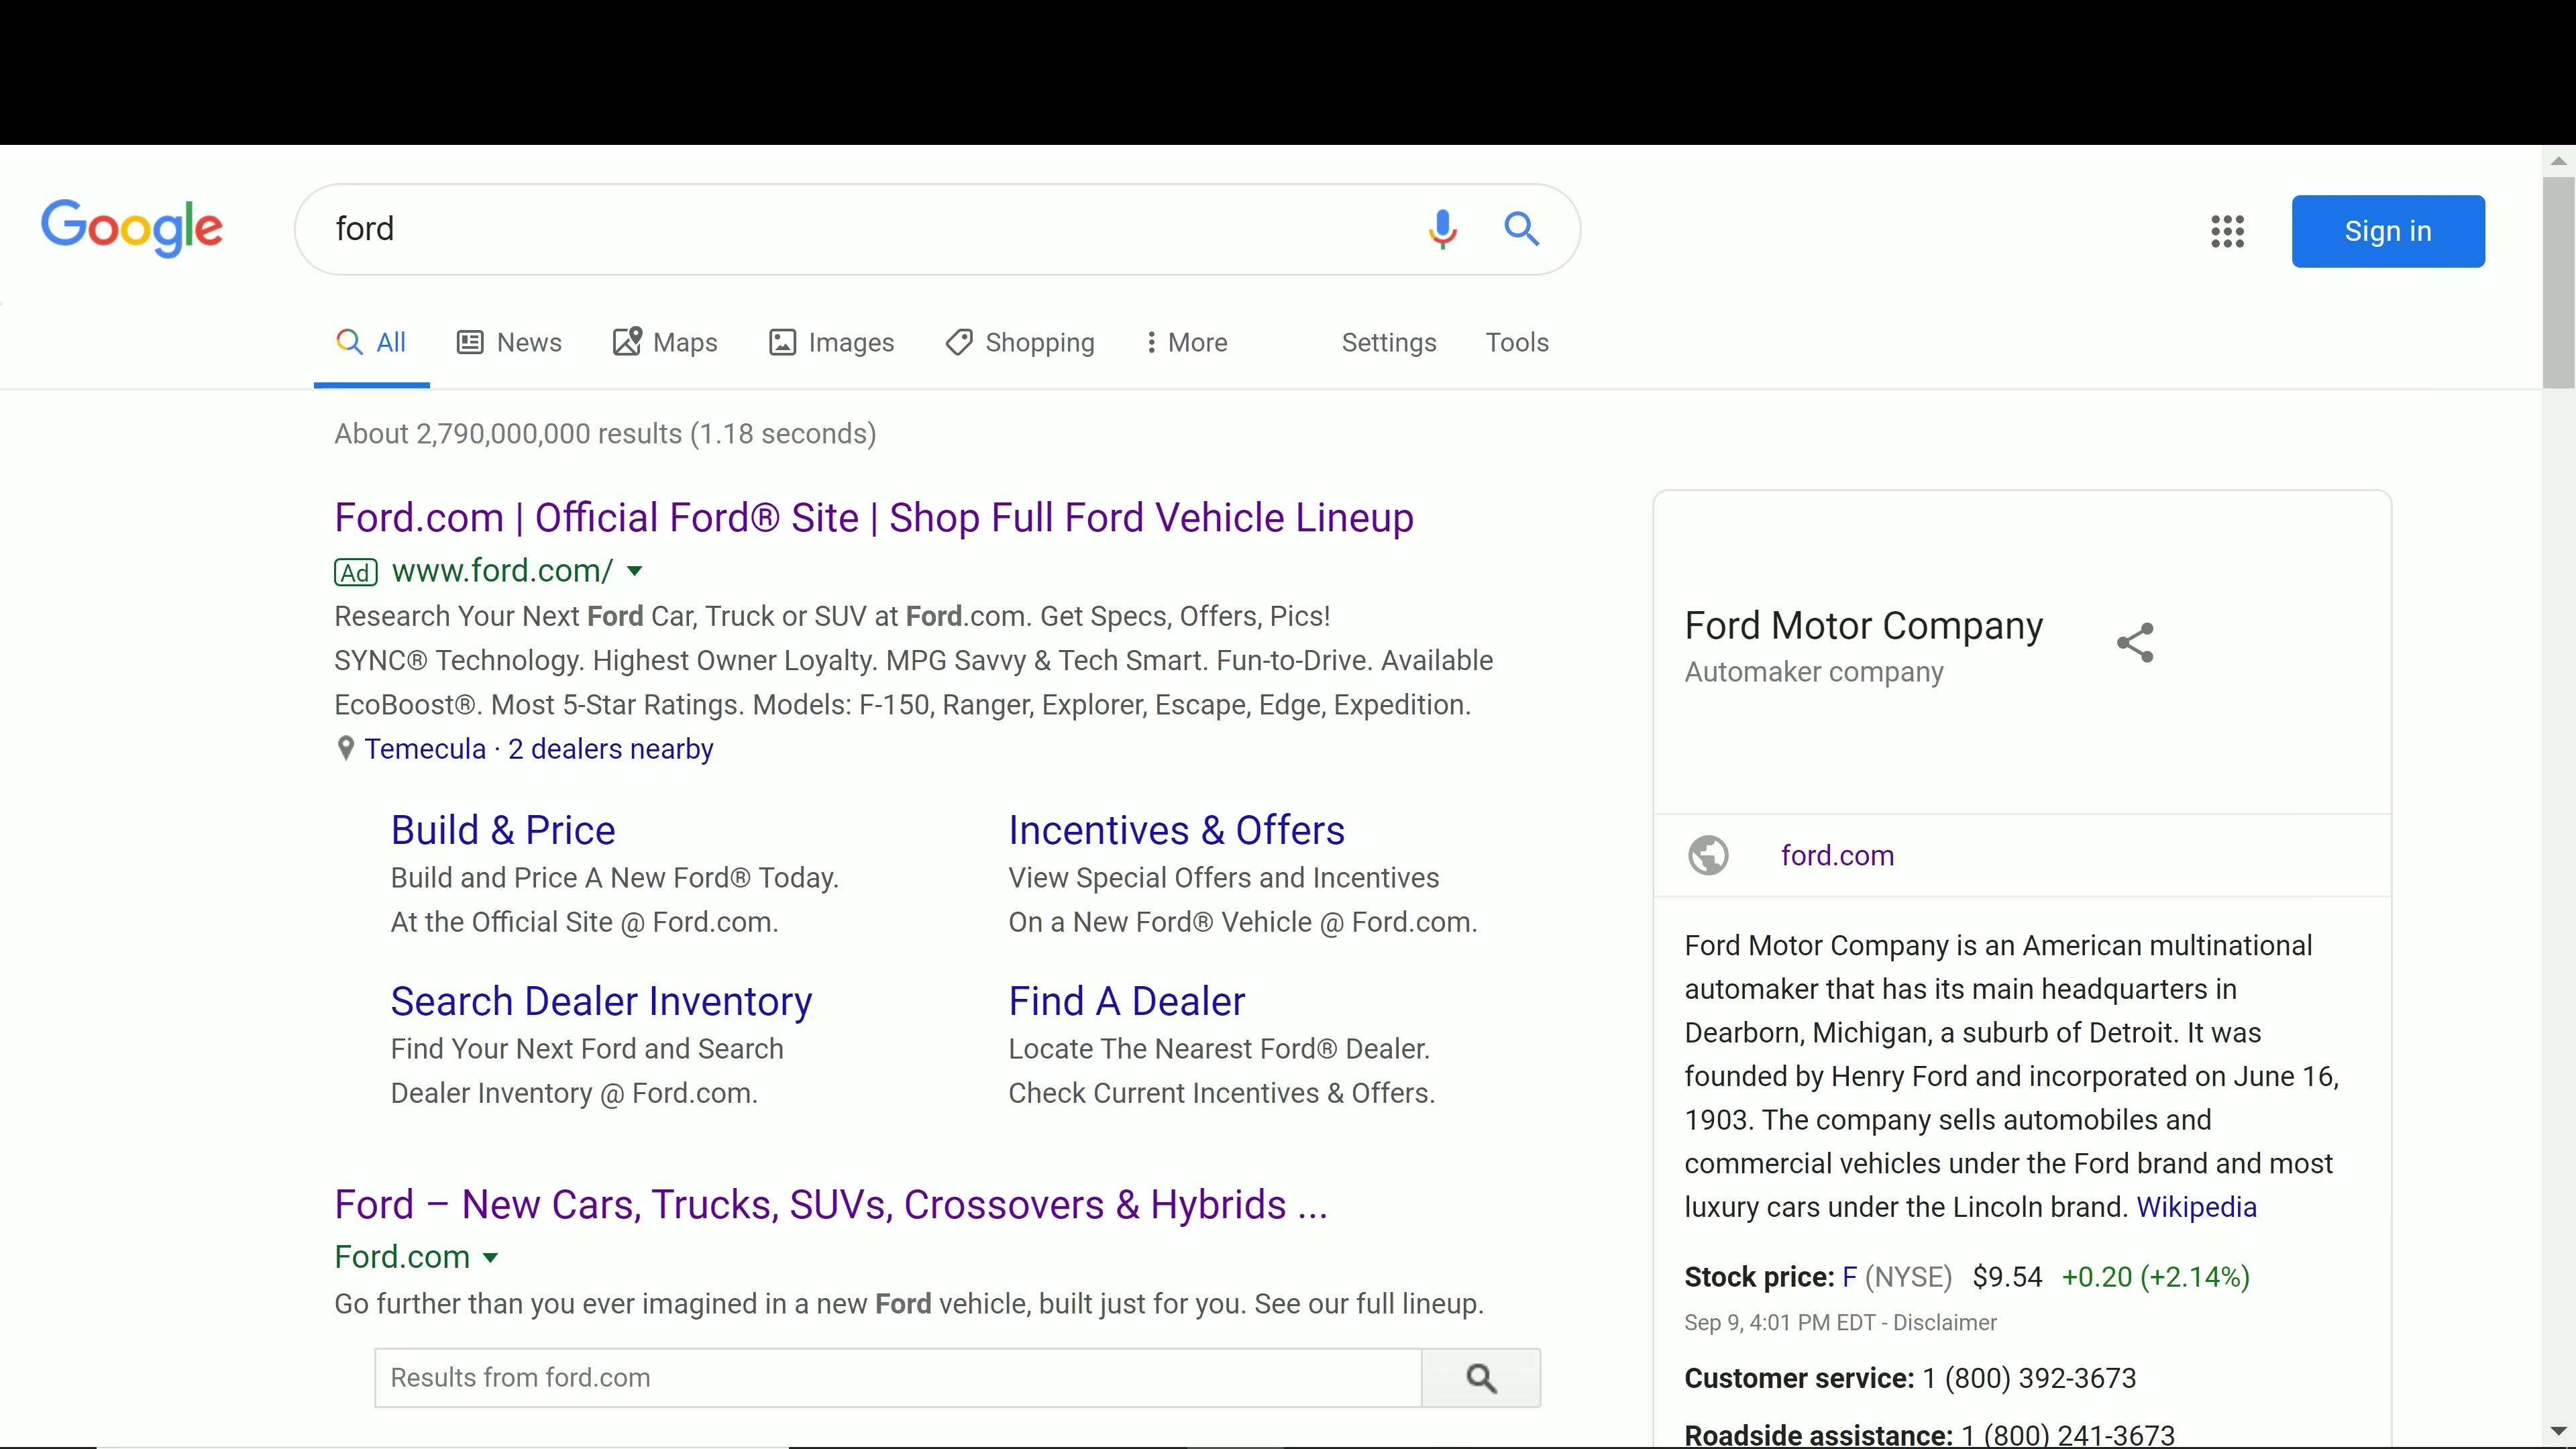 Google
ford
Sign in
All
News
Maps
Images
Shopping
More
Settings
Tools
About 2,790,000,000 results (1.18 seconds)
Ford.com | Official Ford® Site | Shop Full Ford Vehicle Lineup
Ad www.ford.com/
Research Your Next Ford Car, Truck or SUV at Ford.com. Get Specs, Offers, Pics!
SYNC® Technology. Highest Owner Loyalty. MPG Savvy & Tech Smart. Fun-to-Drive. Available
EcoBoost®. Most 5-Star Ratings. Models: F-150, Ranger, Explorer, Escape, Edge, Expedition.
Temecula · 2 dealers nearby
Build & Price
Build and Price A New Ford® Today.
At the Official Site @ Ford.com.
Incentives & Offers
View Special Offers and Incentives
On a New Ford® Vehicle @ Ford.com.
Search Dealer Inventory
Find Your Next Ford and Search
Dealer Inventory @ Ford.com.
Find A Dealer
Locate The Nearest Ford® Dealer.
Check Current Incentives & Offers.
Ford – New Cars, Trucks, SUVs, Crossovers & Hybrids ...
Ford.com
Go further than you ever imagined in a new Ford vehicle, built just for you. See our full lineup.
Results from ford.com
Ford Motor Company
Automaker company
ford.com
Ford Motor Company is an American multinational
automaker that has its main headquarters in
Dearborn, Michigan, a suburb of Detroit. It was
founded by Henry Ford and incorporated on June 16,
1903. The company sells automobiles and
commercial vehicles under the Ford brand and most
luxury cars under the Lincoln brand. Wikipedia
Stock price: F (NYSE) $9.54 +0.20 (+2.14%)
Sep 9, 4:01 PM EDT - Disclaimer
Customer service: 1 (800) 392-3673
Roadside assistance: 1 (800) 241-3673